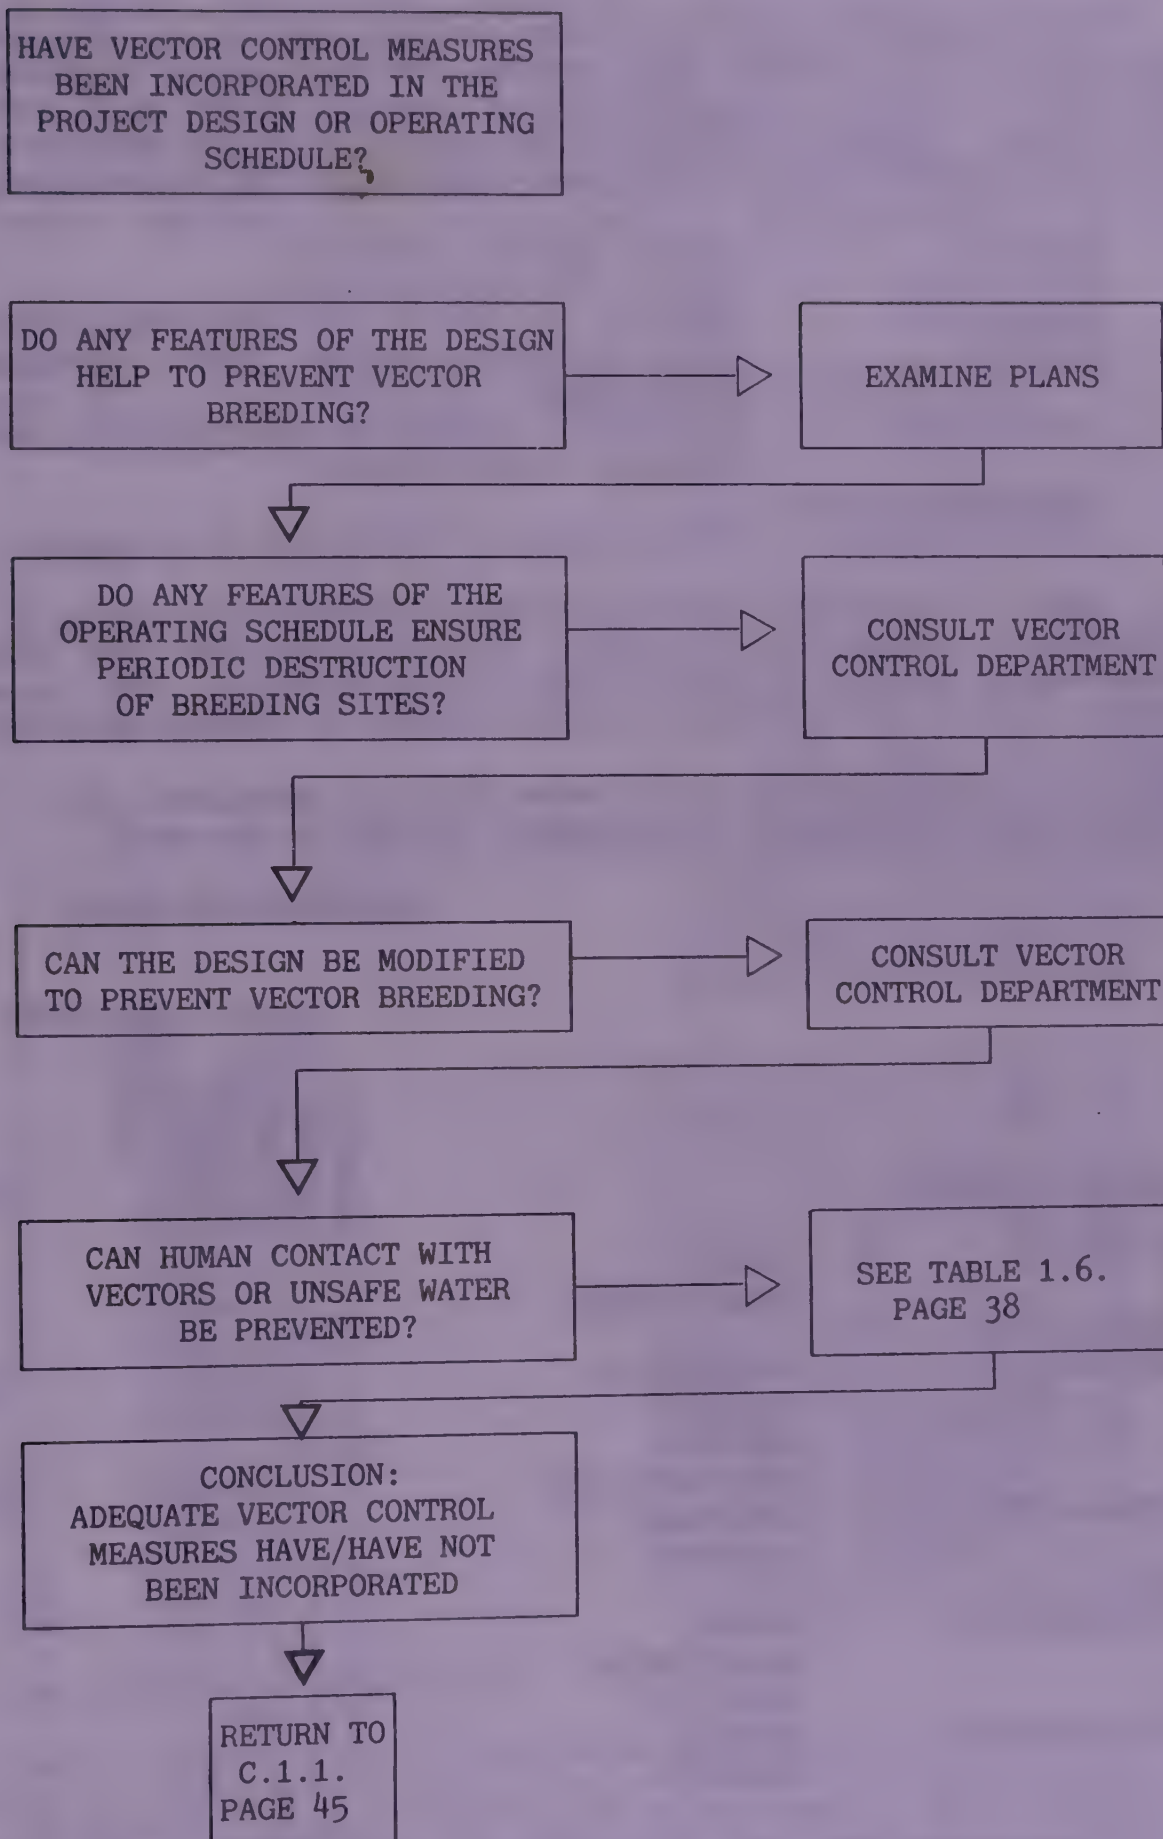 HAVE VECTOR CONTROL MEASURES
BEEN INCORPORATED IN THE
PROJECT DESIGN OR OPERATING
SCHEDULE?
DO ANY FEATURES OF THE DESIGN
HELP TO PREVENT VECTOR
BREEDING?
EXAMINE PLANS
DO ANY FEATURES OF THE
OPERATING SCHEDULE ENSURE
PERIODIC DESTRUCTION
OF BREEDING SITES?
CONSULT VECTOR
CONTROL DEPARTMENT
CAN THE DESIGN BE MODIFIED
TO PREVENT VECTOR BREEDING?
CONSULT VECTOR
CONTROL DEPARTMENT
CAN HUMAN CONTACT WITH
VECTORS OR UNSAFE WATER
BE PREVENTED?
SEE TABLE 1.6.
PAGE 38
CONCLUSION:
ADEQUATE VECTOR CONTROL
MEASURES HAVE/HAVE NOT
BEEN INCORPORATED
RETURN TO
C.1.1.
PAGE 45